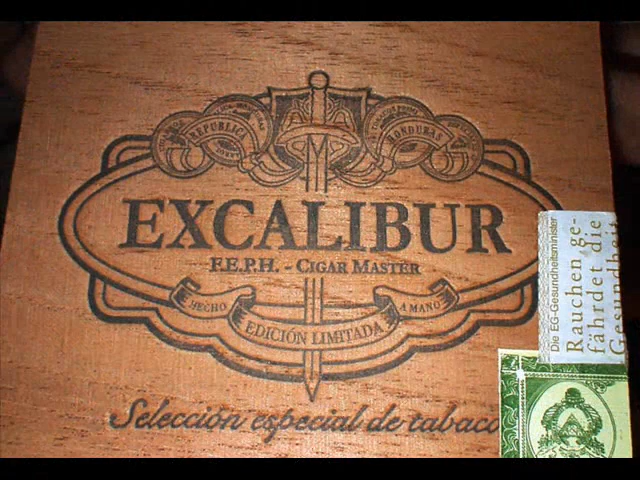 REPUBLICA
HONDURAS
EXCALIBUR
F.E.P.H. - CIGAR MASTER
HECHO
A MANO
EDICIÓN LIMITADA
Selección especial de tabaco
Die EG-Gesundheitsminister
Rauchen ge-
fährdet die
Gesundheit